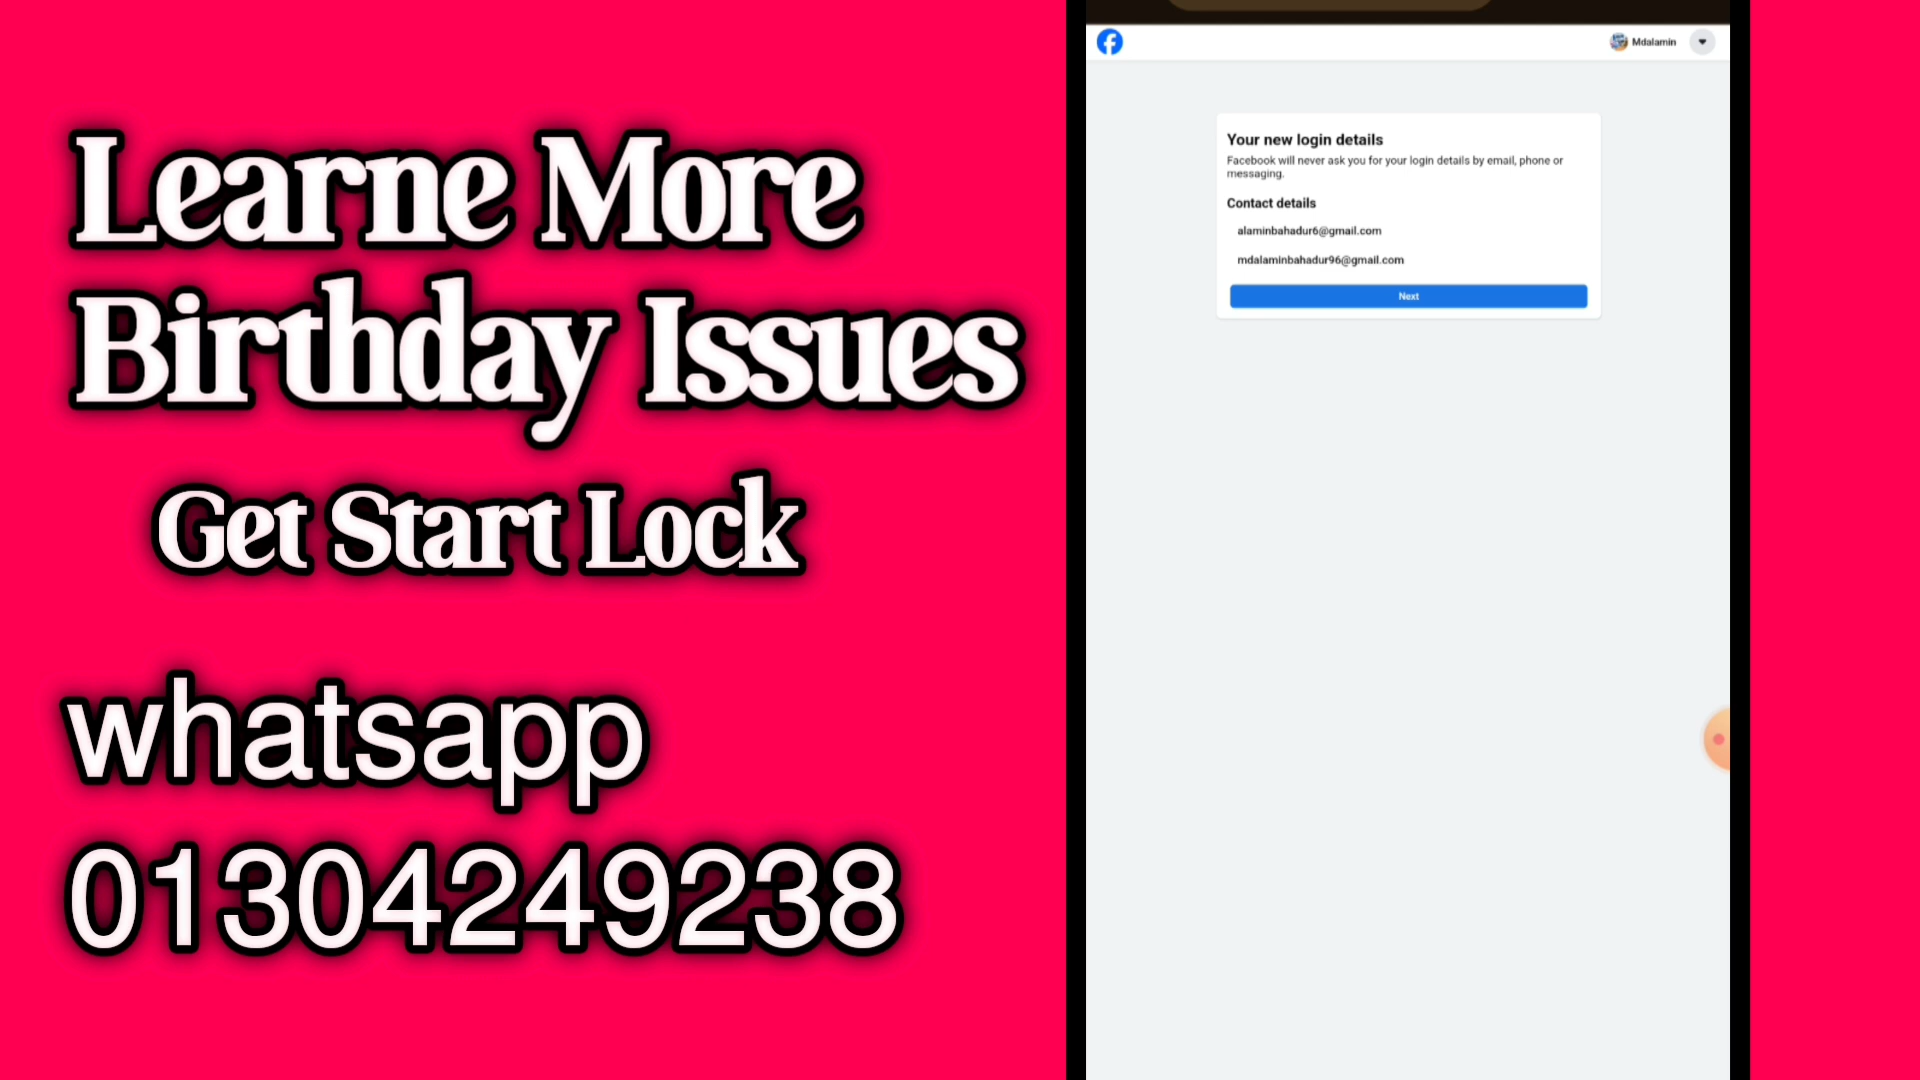 Learne More
Birthday Issues
Get Start Lock
whatsapp
01304249238
Mdalamin
Your new login details
Facebook will never ask you for your login details by email, phone or
messaging.
Contact details
alaminbahadur6@gmail.com
mdalaminbahadur96@gmail.com
Next